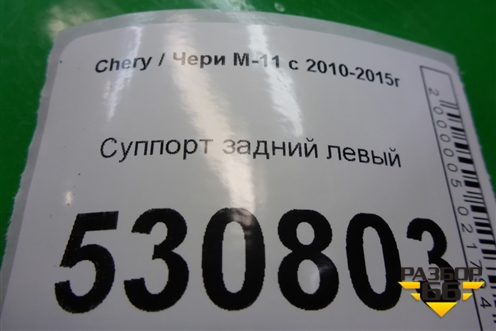 Chery / Чери М-11 с 2010-2015г
Суппорт задний левый
530803
РАЗБОР
66